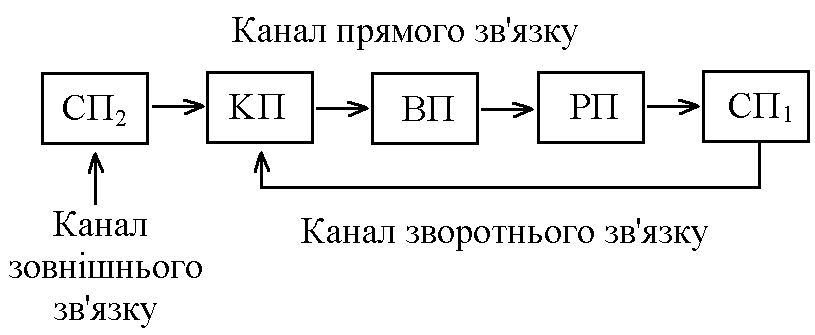 Канал прямого зв'язку
СП2
КП
ВП
РП
СП1
Канал
зовнішнього
зв'язку
Канал зворотнього зв'язку